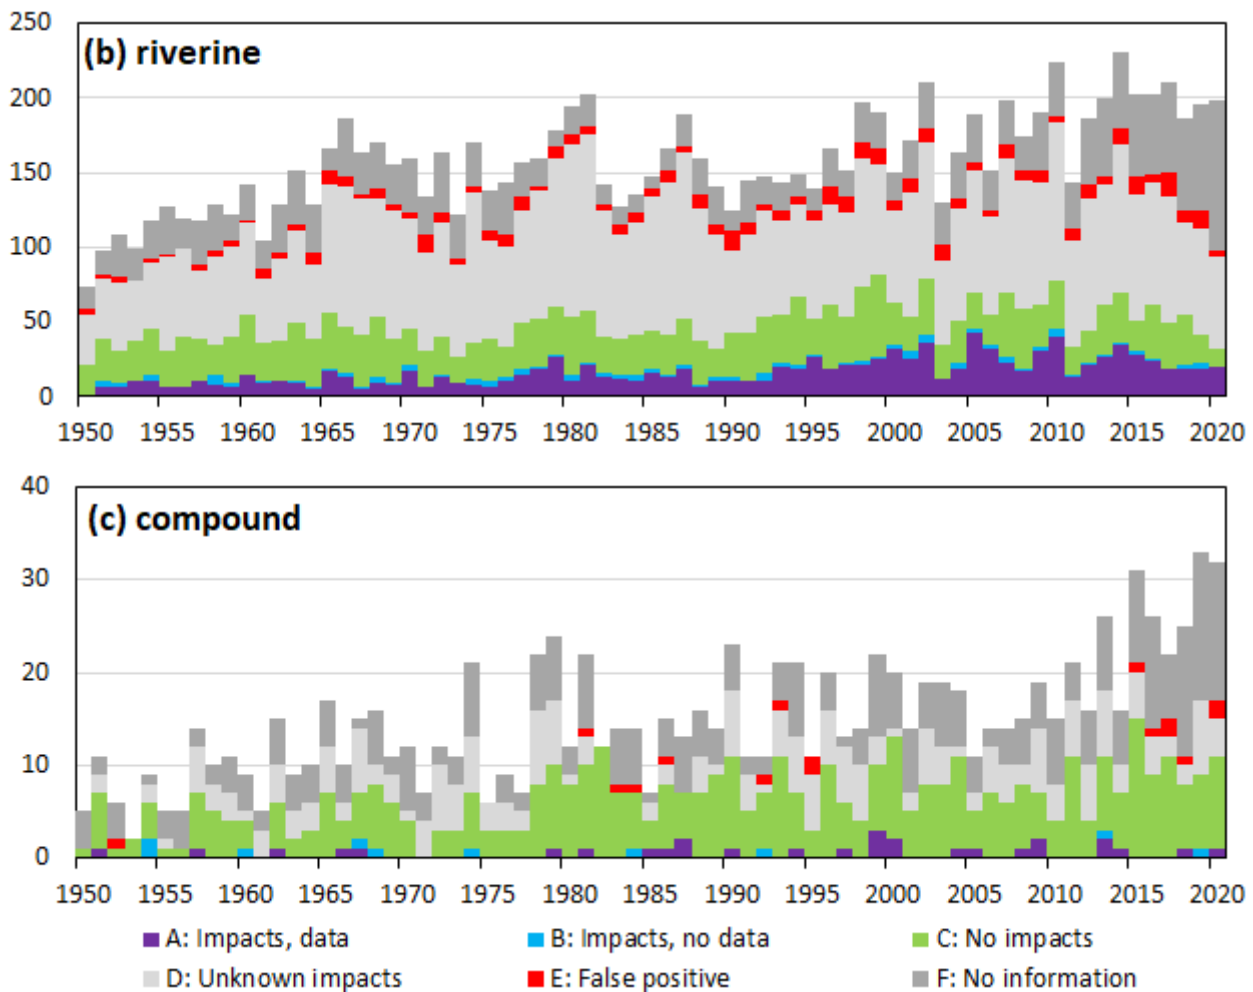 250
(b) riverine
200
150
100
50
0
1950 1955 1960 1965 1970 1975 1980 1985 1990 1995 2000 2005 2010 2015 2020
40
(c) compound
30
20
10
0
1950 1955 1960 1965 1970 1975 1980 1985 1990 1995 2000 2005 2010 2015 2020
A: Impacts, data B: Impacts, no data C: No impacts
D: Unknown impacts E: False positive F: No information